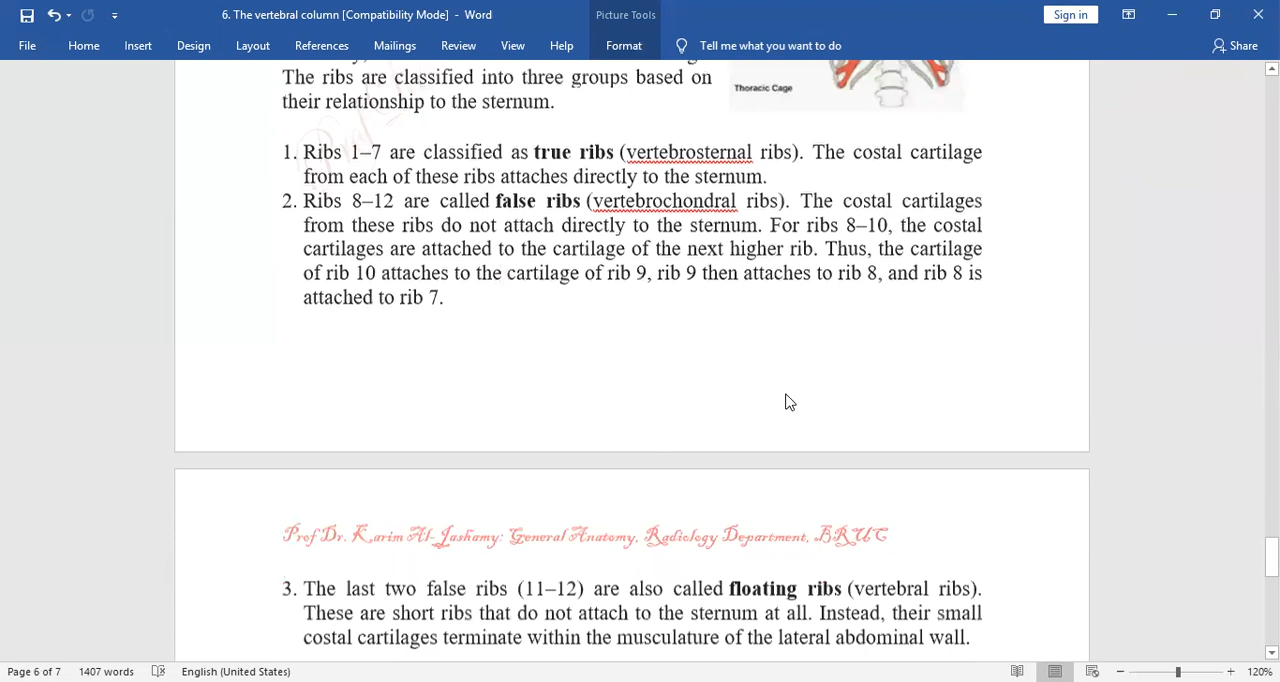 6. The vertebral column [Compatibility Mode] - Word
Picture Tools
Sign in
File Home Insert Design Layout References Mailings Review View Help Format Tell me what you want to do Share
The ribs are classified into three groups based on
their relationship to the sternum.
Thoracic Cage
1. Ribs 1–7 are classified as true ribs (vertebrosternal ribs). The costal cartilage
from each of these ribs attaches directly to the sternum.
2. Ribs 8–12 are called false ribs (vertebrochondral ribs). The costal cartilages
from these ribs do not attach directly to the sternum. For ribs 8–10, the costal
cartilages are attached to the cartilage of the next higher rib. Thus, the cartilage
of rib 10 attaches to the cartilage of rib 9, rib 9 then attaches to rib 8, and rib 8 is
attached to rib 7.
Prof Dr. Karim Al-Jashamy: General Anatomy, Radiology Department, BRUC
3. The last two false ribs (11–12) are also called floating ribs (vertebral ribs).
These are short ribs that do not attach to the sternum at all. Instead, their small
costal cartilages terminate within the musculature of the lateral abdominal wall.
Page 6 of 7 1407 words English (United States) 120%